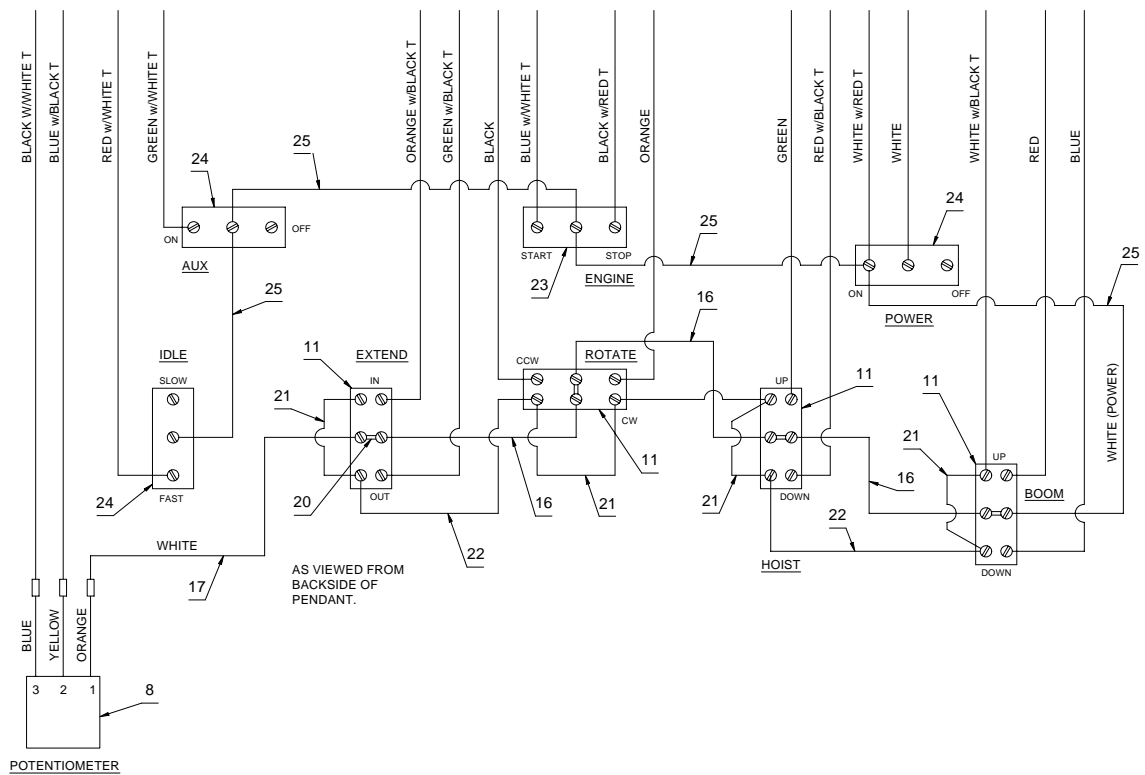 BLACK W/WHITE T
BLUE w/BLACK T
RED w/WHITE T
GREEN w/WHITE T
ORANGE w/BLACK T
GREEN w/BLACK T
BLACK
BLUE w/WHITE T
BLACK w/RED T
ORANGE
GREEN
RED w/BLACK T
WHITE w/RED T
WHITE
WHITE w/BLACK T
RED
BLUE
24
25
ON
OFF
AUX
START
STOP
23
ENGINE
25
24
ON
OFF
POWER
25
25
16
WHITE (POWER)
IDLE
SLOW
FAST
24
11
EXTEND
IN
OUT
21
20
CCW
ROTATE
CW
11
16
21
22
UP
11
DOWN
21
HOIST
16
22
11
21
UP
BOOM
DOWN
WHITE
17
AS VIEWED FROM
BACKSIDE OF
PENDANT.
BLUE
YELLOW
ORANGE
3 2 1
8
POTENTIOMETER